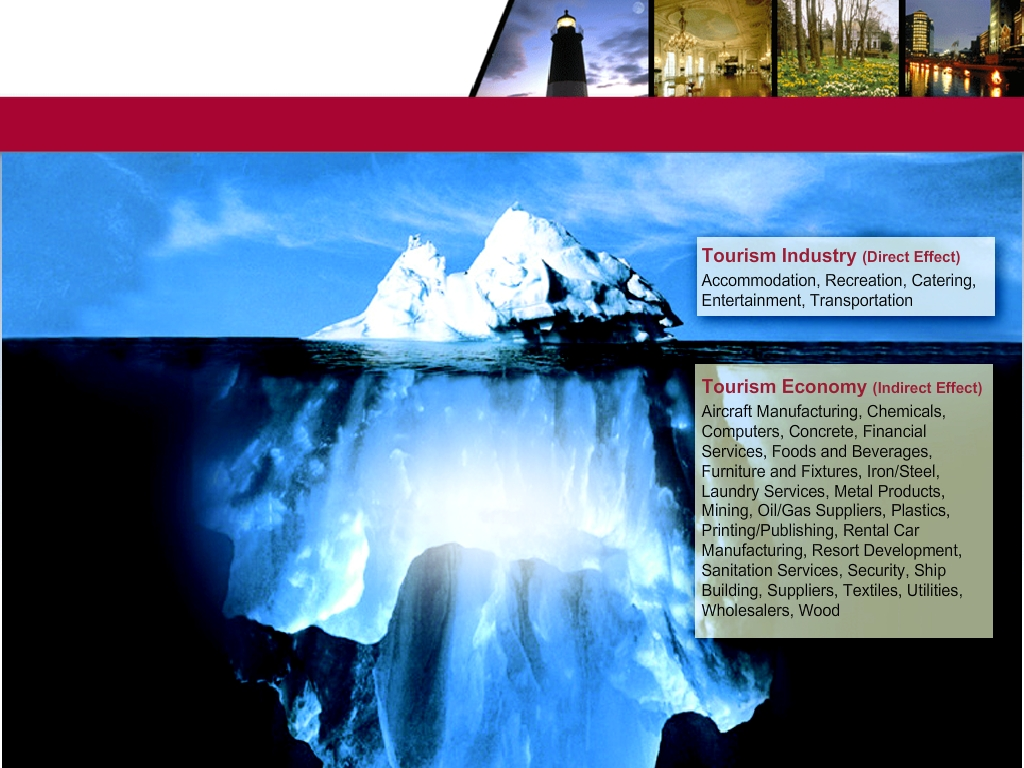 Tourism Industry (Direct Effect)
Accommodation, Recreation, Catering,
Entertainment, Transportation
Tourism Economy (Indirect Effect)
Aircraft Manufacturing, Chemicals,
Computers, Concrete, Financial
Services, Foods and Beverages,
Furniture and Fixtures, Iron/Steel,
Laundry Services, Metal Products,
Mining, Oil/Gas Suppliers, Plastics,
Printing/Publishing, Rental Car
Manufacturing, Resort Development,
Sanitation Services, Security, Ship
Building, Suppliers, Textiles, Utilities,
Wholesalers, Wood